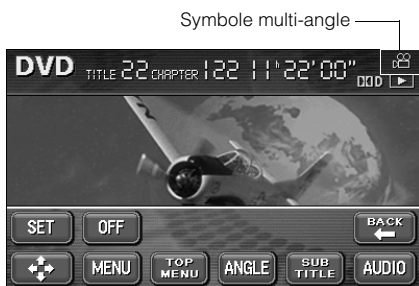 Symbole multi-angle
DVD TITLE 22 CHAPTER 122 11h22'00"
SET OFF BACK
MENU TOP MENU ANGLE SUB TITLE AUDIO